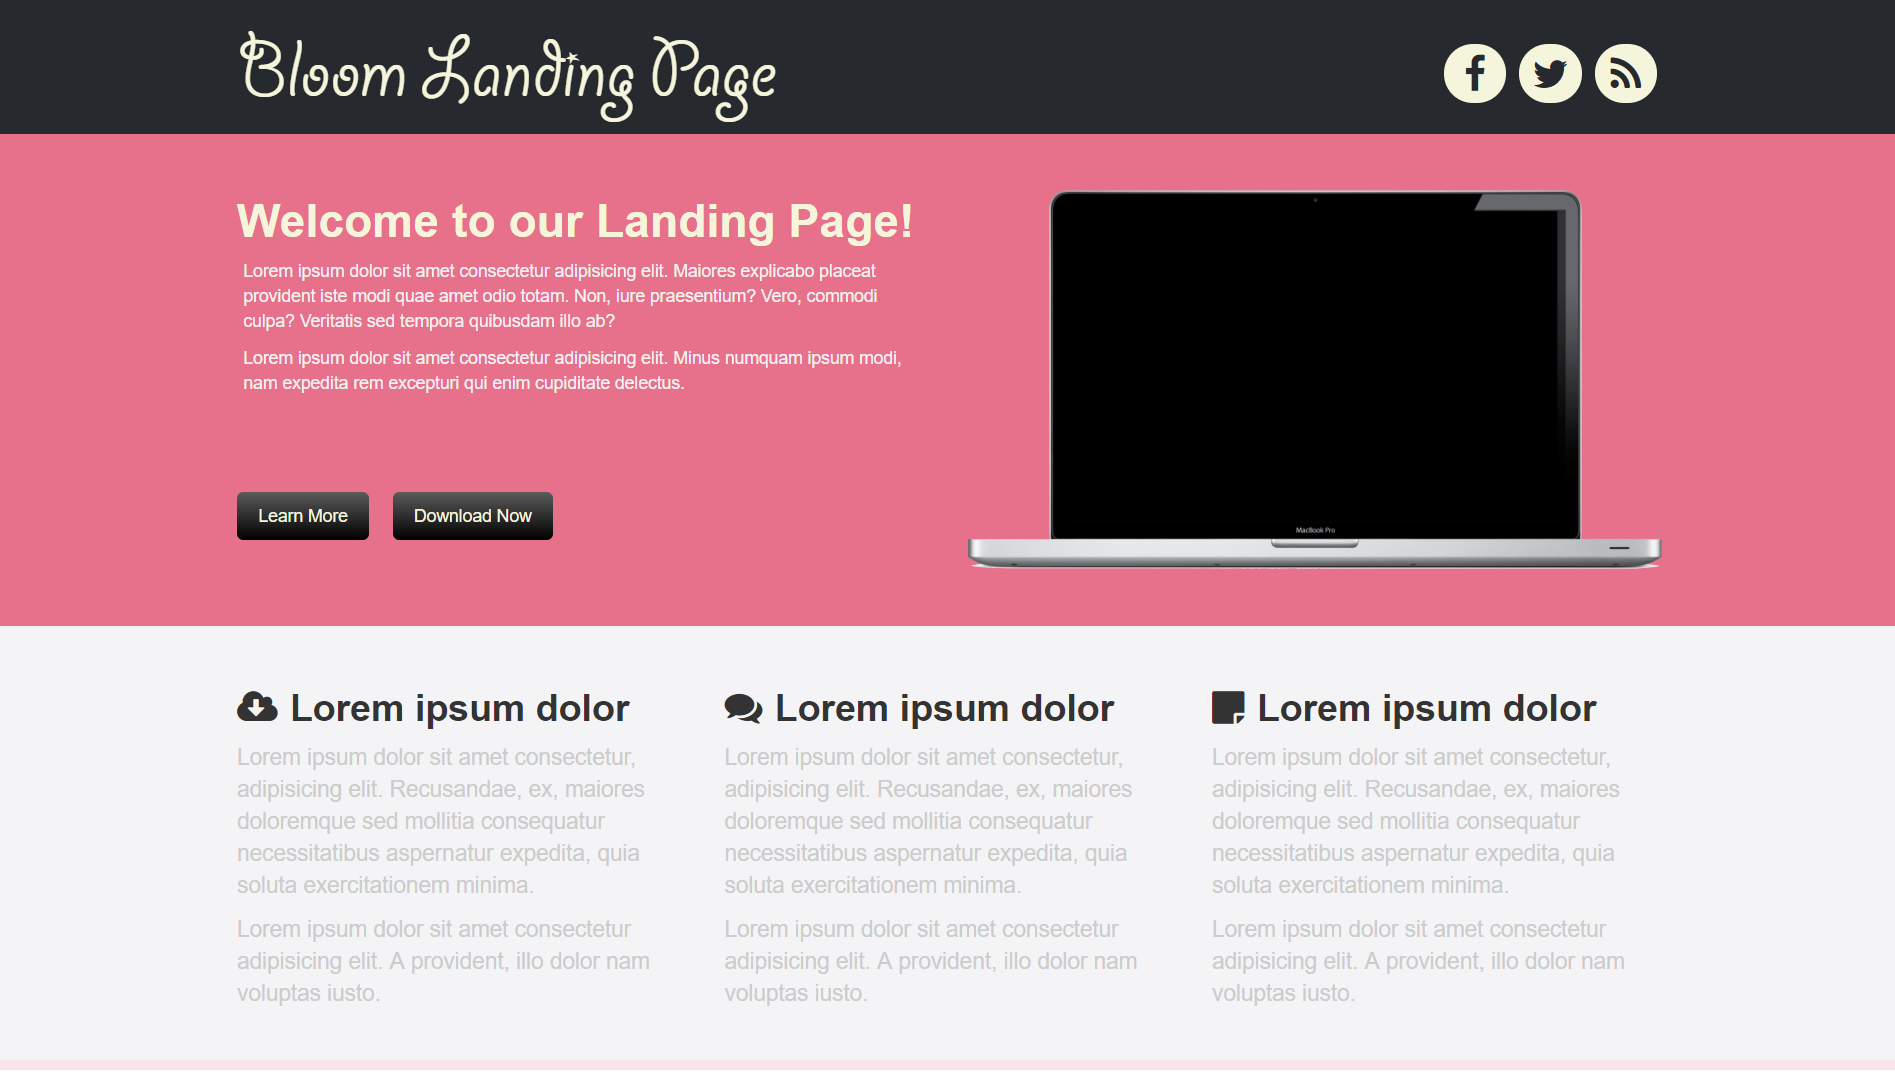 Bloom Landing Page
Welcome to our Landing Page!
Lorem ipsum dolor sit amet consectetur adipisicing elit. Maiores explicabo placeat
provident iste modi quae amet odio totam. Non, iure praesentium? Vero, commodi
culpa? Veritatis sed tempora quibusdam illo ab?
Lorem ipsum dolor sit amet consectetur adipisicing elit. Minus numquam ipsum modi,
nam expedita rem excepturi qui enim cupiditate delectus.
Learn More
Download Now
MacBook Pro
Lorem ipsum dolor
Lorem ipsum dolor sit amet consectetur,
adipisicing elit. Recusandae, ex, maiores
doloremque sed mollitia consequatur
necessitatibus aspernatur expedita, quia
soluta exercitationem minima.
Lorem ipsum dolor sit amet consectetur
adipisicing elit. A provident, illo dolor nam
voluptas iusto.
Lorem ipsum dolor
Lorem ipsum dolor sit amet consectetur,
adipisicing elit. Recusandae, ex, maiores
doloremque sed mollitia consequatur
necessitatibus aspernatur expedita, quia
soluta exercitationem minima.
Lorem ipsum dolor sit amet consectetur
adipisicing elit. A provident, illo dolor nam
voluptas iusto.
Lorem ipsum dolor
Lorem ipsum dolor sit amet consectetur,
adipisicing elit. Recusandae, ex, maiores
doloremque sed mollitia consequatur
necessitatibus aspernatur expedita, quia
soluta exercitationem minima.
Lorem ipsum dolor sit amet consectetur
adipisicing elit. A provident, illo dolor nam
voluptas iusto.